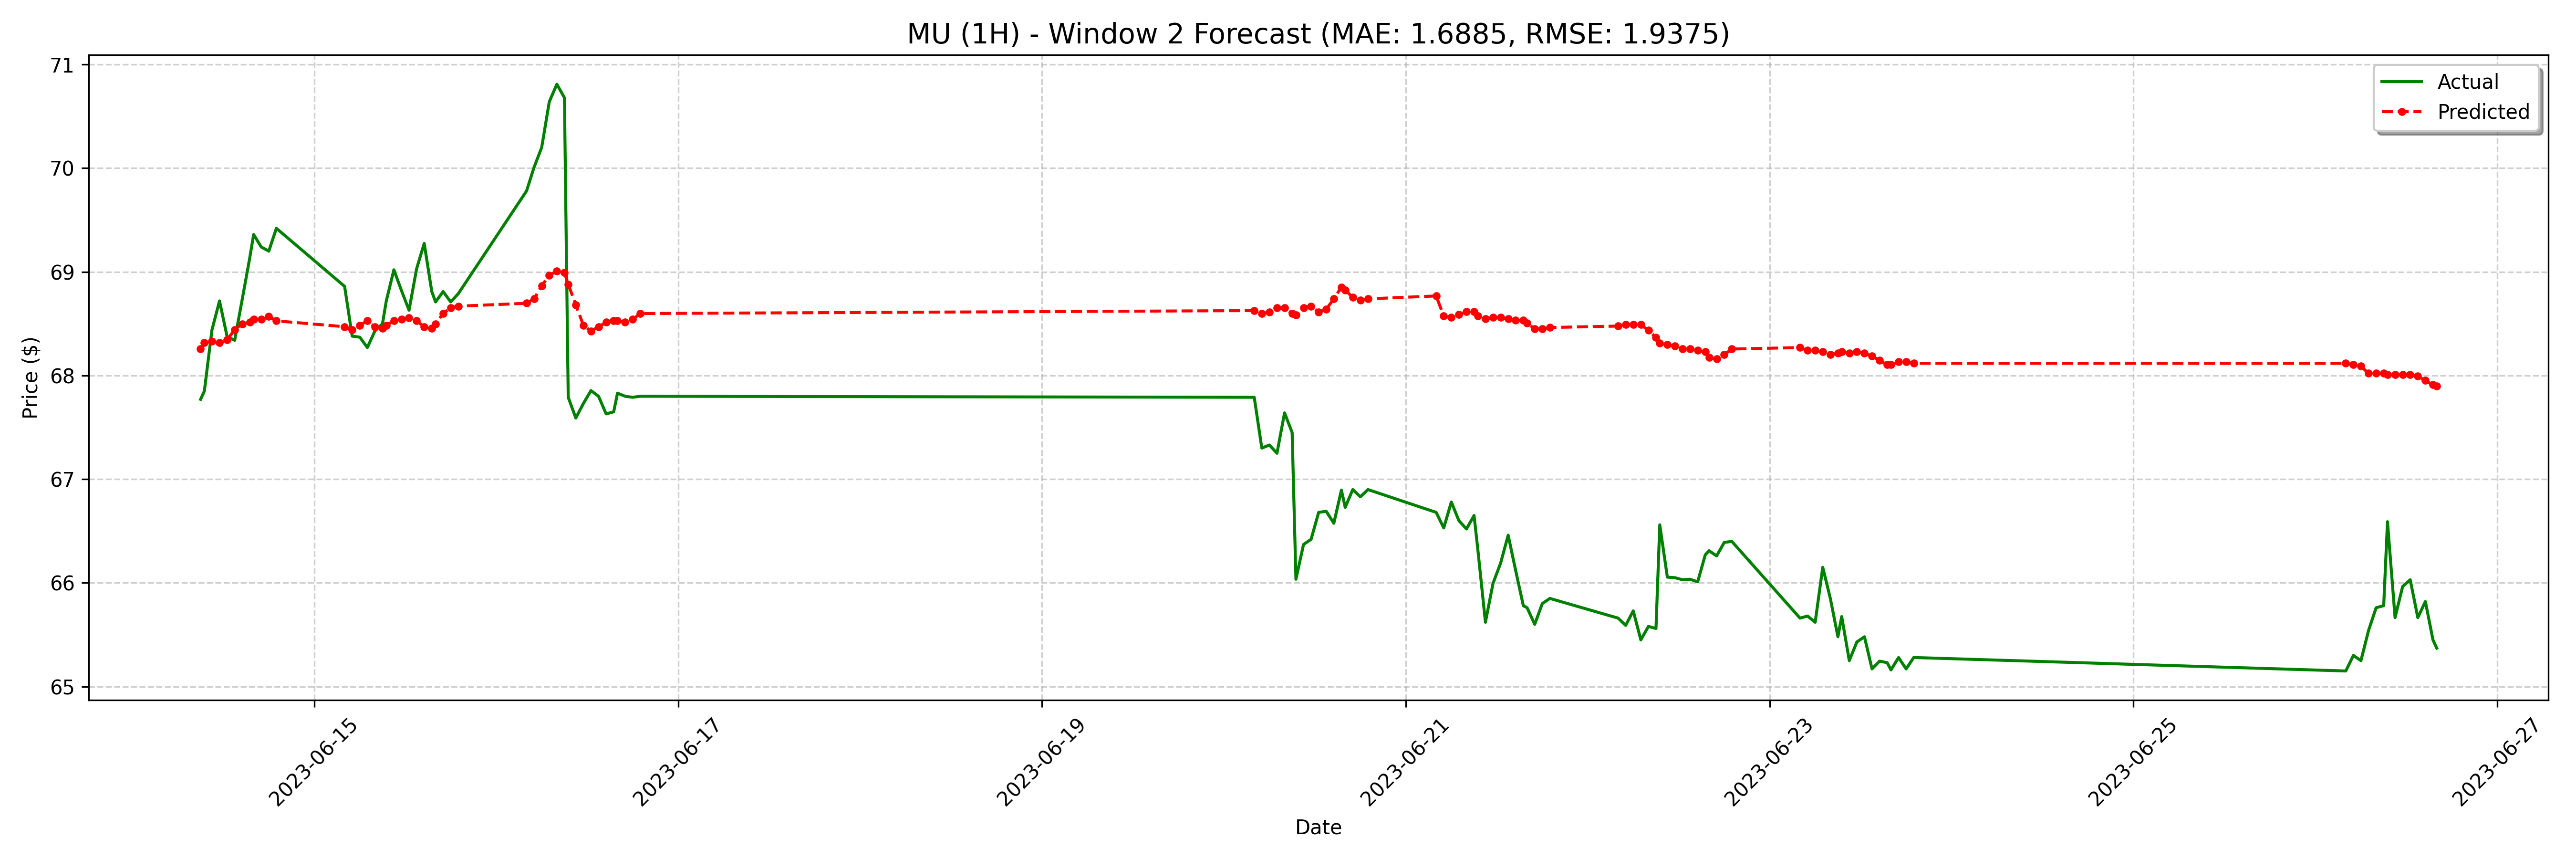 MU (1H) - Window 2 Forecast (MAE: 1.6885, RMSE: 1.9375)
Actual
Predicted
Price ($)
71
70
69
68
67
66
65
2023-06-15
2023-06-17
2023-06-19
2023-06-21
2023-06-23
2023-06-25
2023-06-27
Date